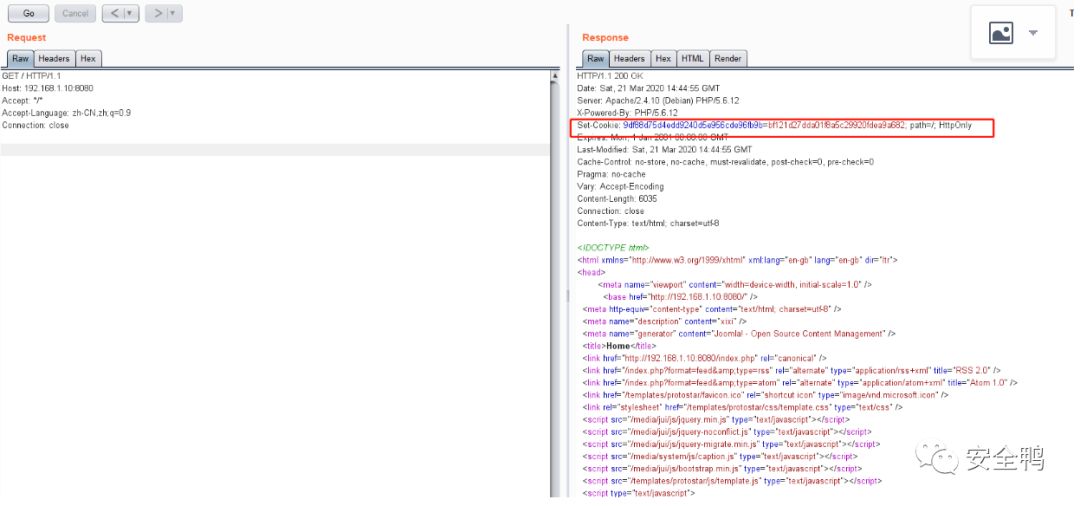 Go Cancel < | ▼ > | ▼
T
Request
Raw Headers Hex
GET / HTTP/1.1
Host: 192.168.1.10:8080
Accept: "/"
Accept-Language: zh-CN,zh;q=0.9
Connection: close
Response
Raw Headers Hex HTML Render
HTTP/1.1 200 OK
Date: Sat, 21 Mar 2020 14:44:55 GMT
Server: Apache/2.4.10 (Debian) PHP/5.6.12
X-Powered-By: PHP/5.6.12
Set-Cookie: 9df88d75d4edd9240d5e956cde96fb9b=bf121d27dda01f8a5c29920fdea9a682; path=/; HttpOnly
Expires: Mon, 1 Jan 2001 00:00:00 GMT
Last-Modified: Sat, 21 Mar 2020 14:44:55 GMT
Cache-Control: no-store, no-cache, must-revalidate, post-check=0, pre-check=0
Pragma: no-cache
Vary: Accept-Encoding
Content-Length: 6035
Connection: close
Content-Type: text/html; charset=utf-8
<!DOCTYPE html>
<html xmlns="http://www.w3.org/1999/xhtml" xml:lang="en-gb" lang="en-gb" dir="ltr">
<head>
<meta name="viewport" content="width=device-width, initial-scale=1.0" />
<base href="http://192.168.1.10:8080/" />
<meta http-equiv="content-type" content="text/html; charset=utf-8" />
<meta name="description" content="xixi" />
<meta name="generator" content="Joomla! - Open Source Content Management" />
<title>Home</title>
<link href="http://192.168.1.10:8080/index.php" rel="canonical" />
<link href="/index.php?format=feed&amp;type=rss" rel="alternate" type="application/rss+xml" title="RSS 2.0" />
<link href="/index.php?format=feed&amp;type=atom" rel="alternate" type="application/atom+xml" title="Atom 1.0" />
<link href="/templates/protostar/favicon.ico" rel="shortcut icon" type="image/vnd.microsoft.icon" />
<link rel="stylesheet" href="/templates/protostar/css/template.css" type="text/css" />
<script src="/media/jui/js/jquery.min.js" type="text/javascript"></script>
<script src="/media/jui/js/jquery-noconflict.js" type="text/javascript"></script>
<script src="/media/jui/js/jquery-migrate.min.js" type="text/javascript"></script>
<script src="/media/system/js/caption.js" type="text/javascript"></script>
<script src="/media/jui/js/bootstrap.min.js" type="text/javascript"></script>
<script src="/templates/protostar/js/template.js" type="text/javascript"></script>
<script type="text/javascript">
安全鸭